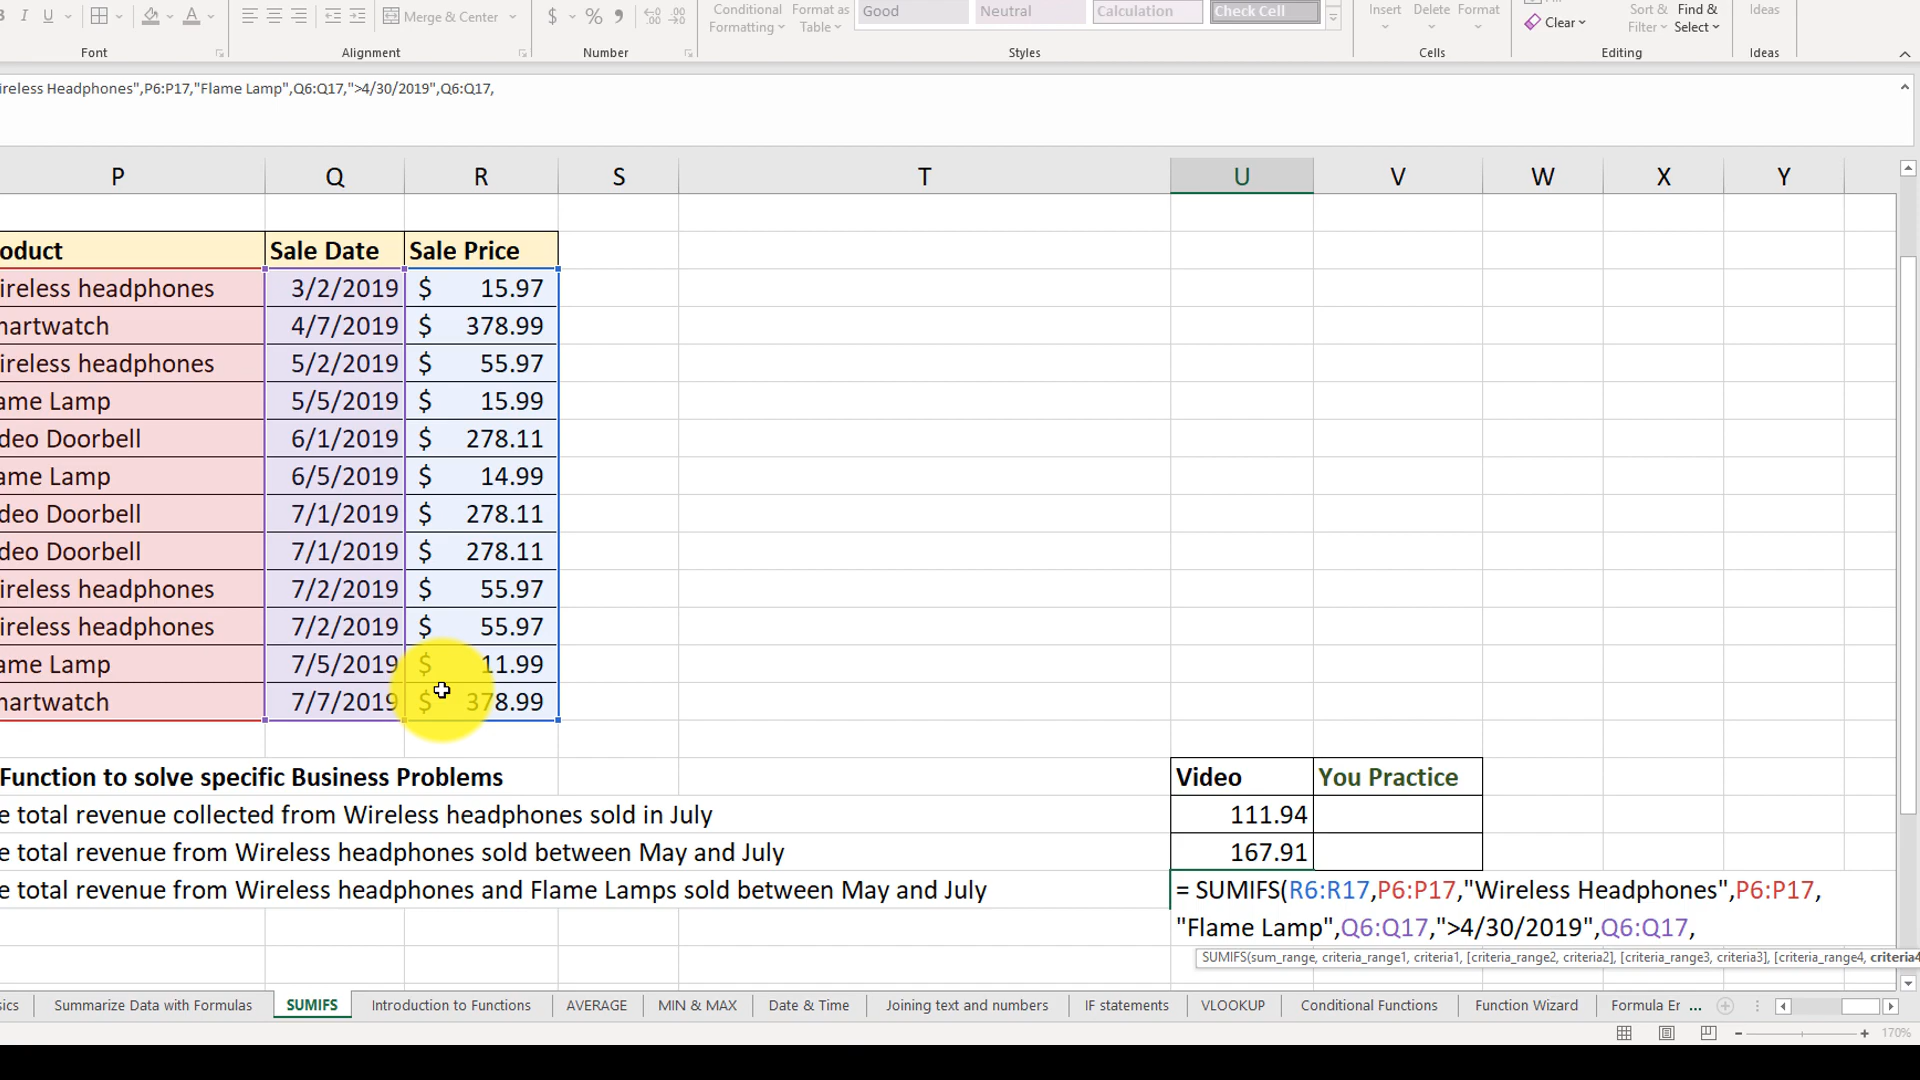 B I U
Merge & Center
$ % 9
Conditional Formatting
Format as Table
Good Neutral Calculation Check Cell
Insert Delete Format
Clear
Sort & Filter
Find & Select
Ideas
Font Alignment Number Styles Cells Editing Ideas
ireless Headphones",P6:P17,"Flame Lamp",Q6:Q17,">4/30/2019",Q6:Q17,
P Q R S T U V W X Y
oduct Sale Date Sale Price
ireless headphones 3/2/2019 $ 15.97
nartwatch 4/7/2019 $ 378.99
ireless headphones 5/2/2019 $ 55.97
ame Lamp 5/5/2019 $ 15.99
deo Doorbell 6/1/2019 $ 278.11
ame Lamp 6/5/2019 $ 14.99
deo Doorbell 7/1/2019 $ 278.11
deo Doorbell 7/1/2019 $ 278.11
ireless headphones 7/2/2019 $ 55.97
ireless headphones 7/2/2019 $ 55.97
ame Lamp 7/5/2019 $ 11.99
nartwatch 7/7/2019 $ 378.99
Function to solve specific Business Problems Video You Practice
e total revenue collected from Wireless headphones sold in July 111.94
e total revenue from Wireless headphones sold between May and July 167.91
e total revenue from Wireless headphones and Flame Lamps sold between May and July = SUMIFS(R6:R17,P6:P17,"Wireless Headphones",P6:P17,
"Flame Lamp",Q6:Q17,">4/30/2019",Q6:Q17,
SUMIFS(sum_range, criteria_range1, criteria1, [criteria_range2, criteria2], [criteria_range3, criteria3], [criteria_range4, criteria4
sics Summarize Data with Formulas SUMIFS Introduction to Functions AVERAGE MIN & MAX Date & Time Joining text and numbers IF statements VLOOKUP Conditional Functions Function Wizard Formula Er ...
170%